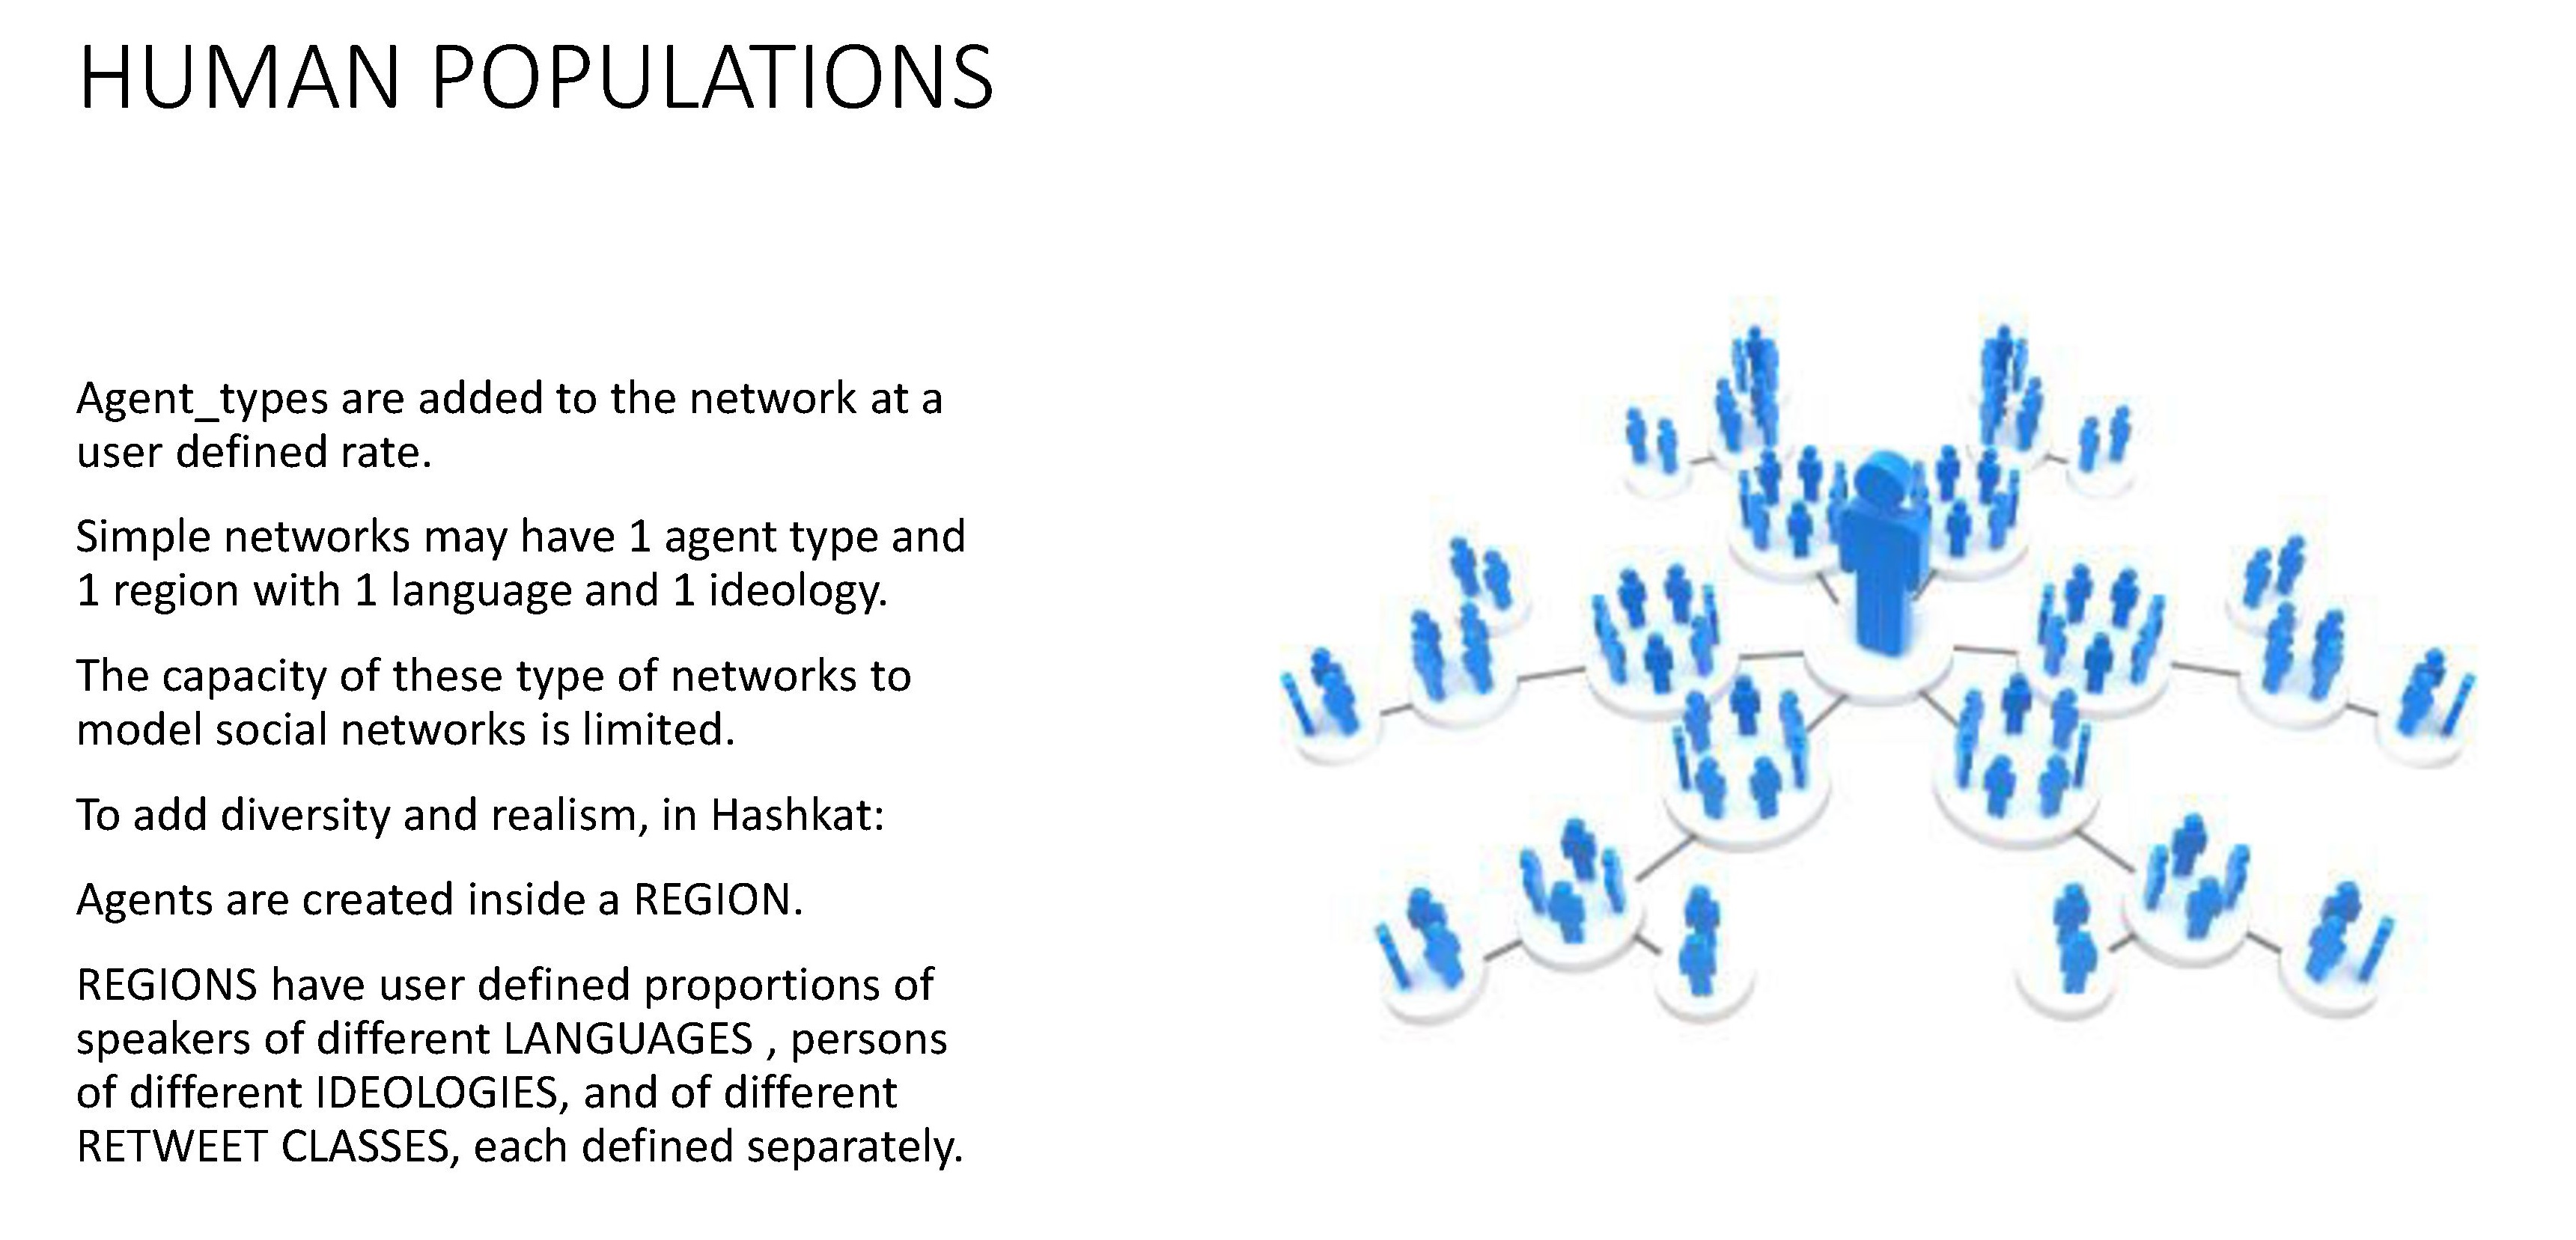 HUMAN POPULATIONS
Agent_types are added to the network at a
user defined rate.
Simple networks may have 1 agent type and
1 region with 1 language and 1 ideology.
The capacity of these type of networks to
model social networks is limited.
To add diversity and realism, in Hashkat:
Agents are created inside a REGION.
REGIONS have user defined proportions of
speakers of different LANGUAGES , persons
of different IDEOLOGIES, and of different
RETWEET CLASSES, each defined separately.